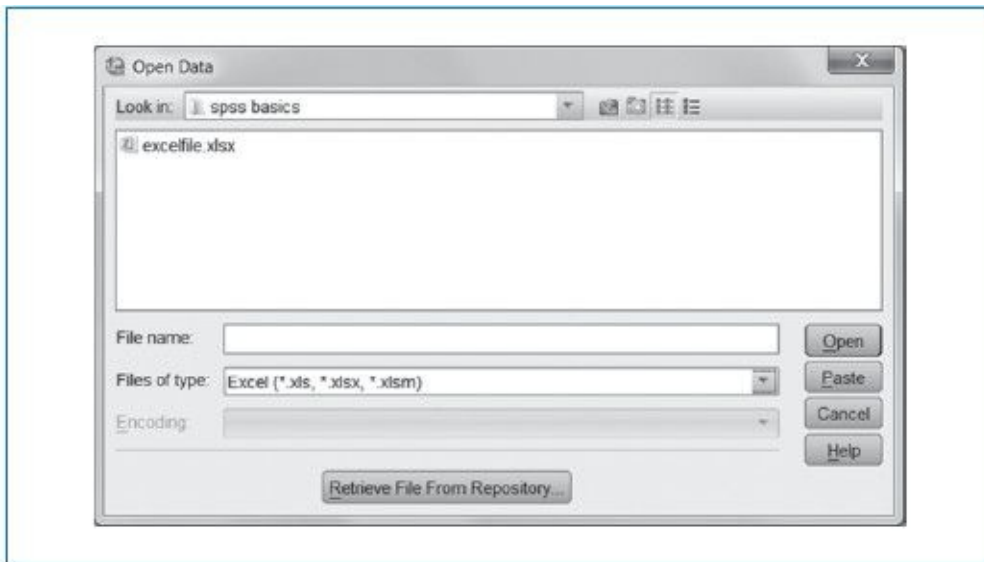 Open Data
Look in: spss basics
excelfile.xlsx
File name:
Open
Files of type: Excel (*.xls, *.xlsx, *.xlsm)
Paste
Encoding:
Cancel
Help
Retrieve File From Repository...